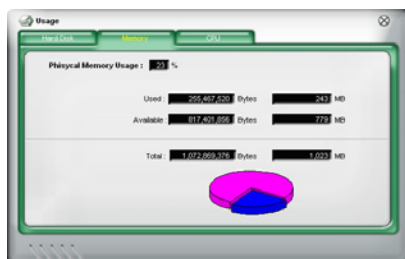 Usage
Hard Disk Memory CPU
Phisycal Memory Usage : 23 %
Used : 255,467,520 Bytes 243 MB
Available : 817,401,856 Bytes 779 MB
Total : 1,072,869,376 Bytes 1,023 MB